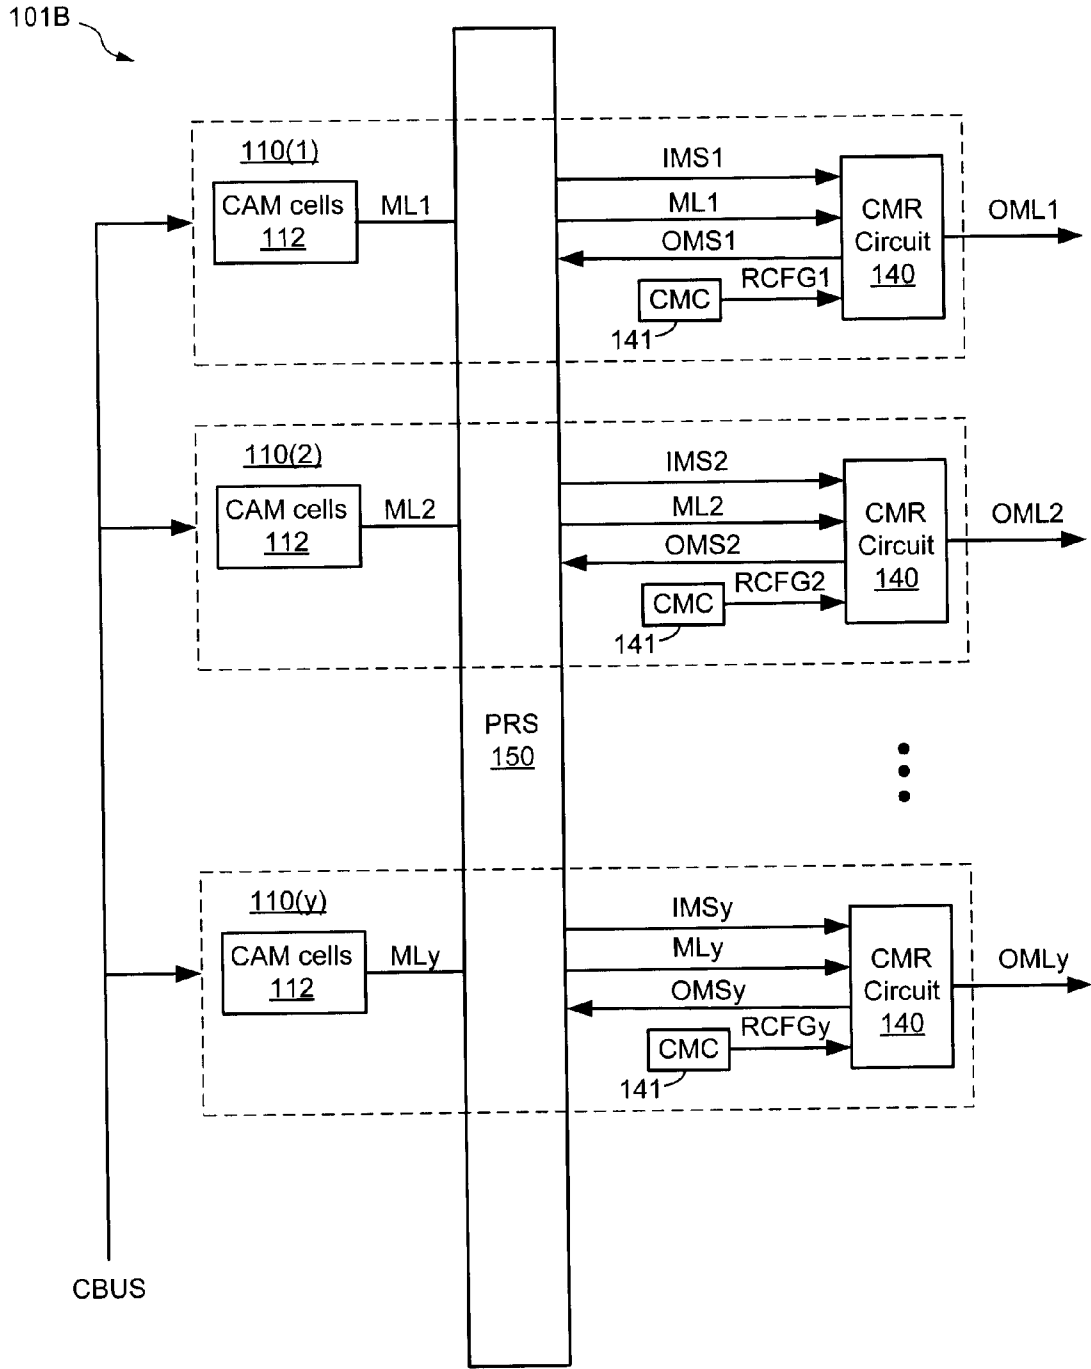 101B
110(1)
CAM cells
112
ML1
IMS1
ML1
OMS1
RCFG1
CMC
141
CMR
Circuit
140
OML1
110(2)
CAM cells
112
ML2
IMS2
ML2
OMS2
RCFG2
CMC
141
CMR
Circuit
140
OML2
PRS
150
110(y)
CAM cells
112
MLy
IMSy
MLy
OMSy
RCFGy
CMC
141
CMR
Circuit
140
OMLy
CBUS